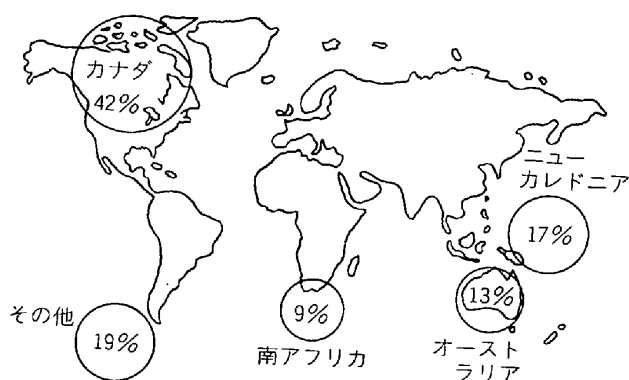 カナダ
42%
ニュー
カレドニア
17%
13%
オースト
ラリア
9%
南アフリカ
その他
19%